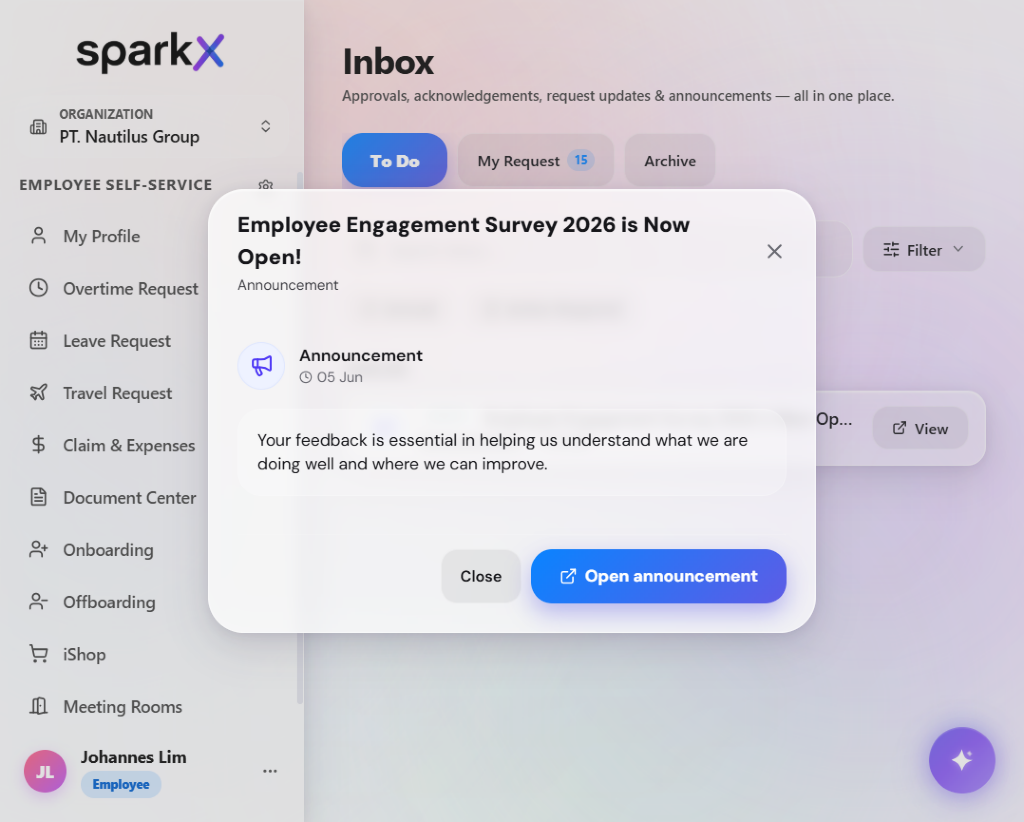 sparkX
ORGANIZATION
PT. Nautilus Group
EMPLOYEE SELF-SERVICE
My Profile
Overtime Request
Leave Request
Travel Request
Claim & Expenses
Document Center
Onboarding
Offboarding
iShop
Meeting Rooms
JL
Johannes Lim
Employee
Inbox
Approvals, acknowledgements, request updates & announcements — all in one place.
To Do
My Request 15
Archive
Filter
Op...
View
Employee Engagement Survey 2026 is Now
Open!
Announcement
Announcement
05 Jun
Your feedback is essential in helping us understand what we are
doing well and where we can improve.
Close
Open announcement